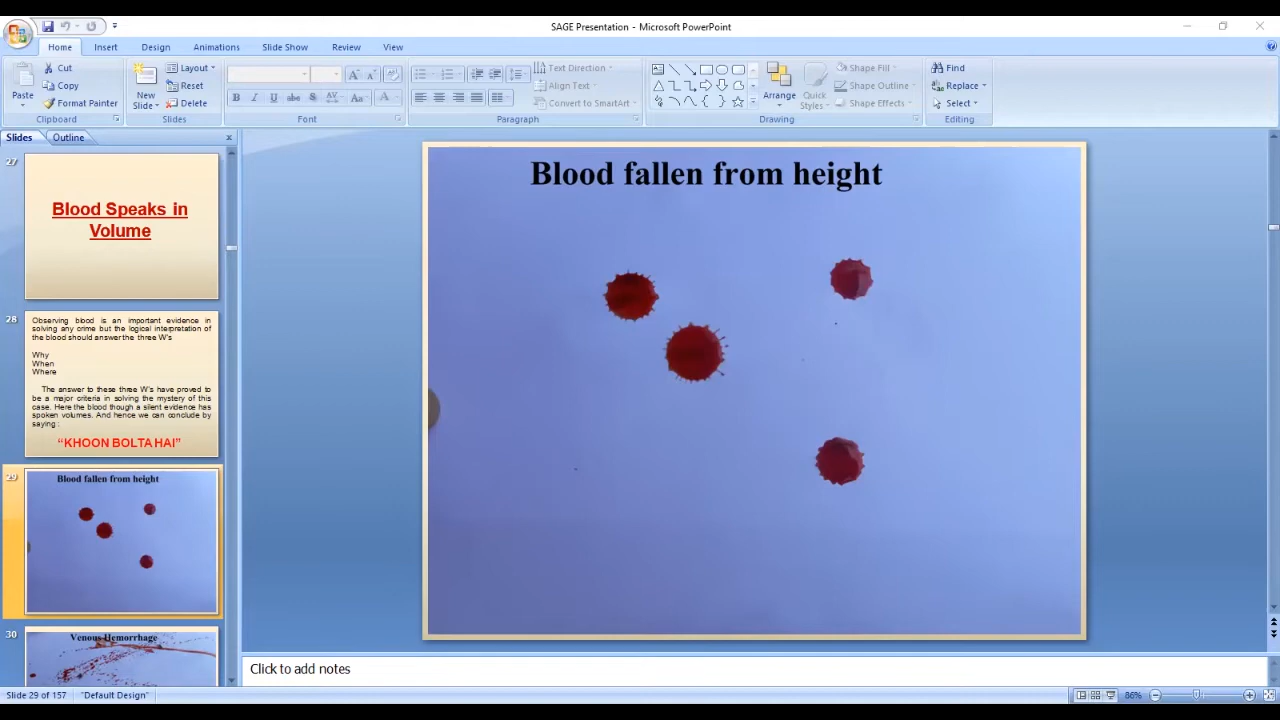 SAGE Presentation - Microsoft PowerPoint
Home Insert Design Animations Slide Show Review View
Paste
Cut
Copy
Format Painter
Clipboard
New
Slide
Layout
Reset
Delete
Slides
B I U abc S AV Aa A
Font
Text Direction
Align Text
Convert to SmartArt
Paragraph
Arrange
Quick
Styles
Shape Fill
Shape Outline
Shape Effects
Drawing
Find
Replace
Select
Editing
Slides Outline
27
Blood Speaks in
Volume
28
Observing blood is an important evidence in
solving any crime but the logical interpretation of
the blood should answer the three W's
Why
When
Where
The answer to these three W's have proved to
be a major criteria in solving the mystery of this
case. Here the blood though a silent evidence has
spoken volumes. And hence we can conclude by
saying :
“KHOON BOLTA HAI”
29
Blood fallen from height
30
Venous Hemorrhage
Blood fallen from height
Click to add notes
Slide 29 of 157 "Default Design" 86%